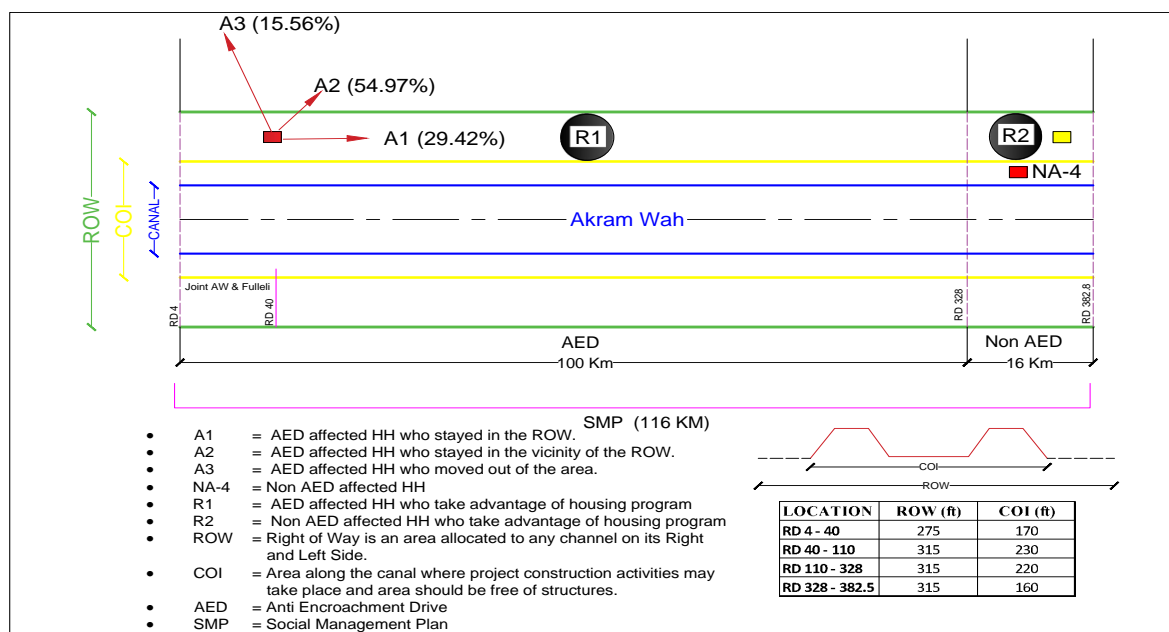 A3 (15.56%)
A2 (54.97%)
A1 (29.42%)
R1
R2
NA-4
ROW
COI
CANAL
Akram Wah
Joint AW & Fulleli
RD 4
RD 40
RD 328
RD 382.8
AED
Non AED
100 Km
16 Km
SMP (116 KM)
• A1 = AED affected HH who stayed in the ROW.
• A2 = AED affected HH who stayed in the vicinity of the ROW.
• A3 = AED affected HH who moved out of the area.
• NA-4 = Non AED affected HH
• R1 = AED affected HH who take advantage of housing program
• R2 = Non AED affected HH who take advantage of housing program
• ROW = Right of Way is an area allocated to any channel on its Right
and Left Side.
• COI = Area along the canal where project construction activities may
take place and area should be free of structures.
• AED = Anti Encroachment Drive
• SMP = Social Management Plan
COI
ROW
LOCATION ROW (ft) COI (ft)
RD 4 - 40 275 170
RD 40 - 110 315 230
RD 110 - 328 315 220
RD 328 - 382.5 315 160